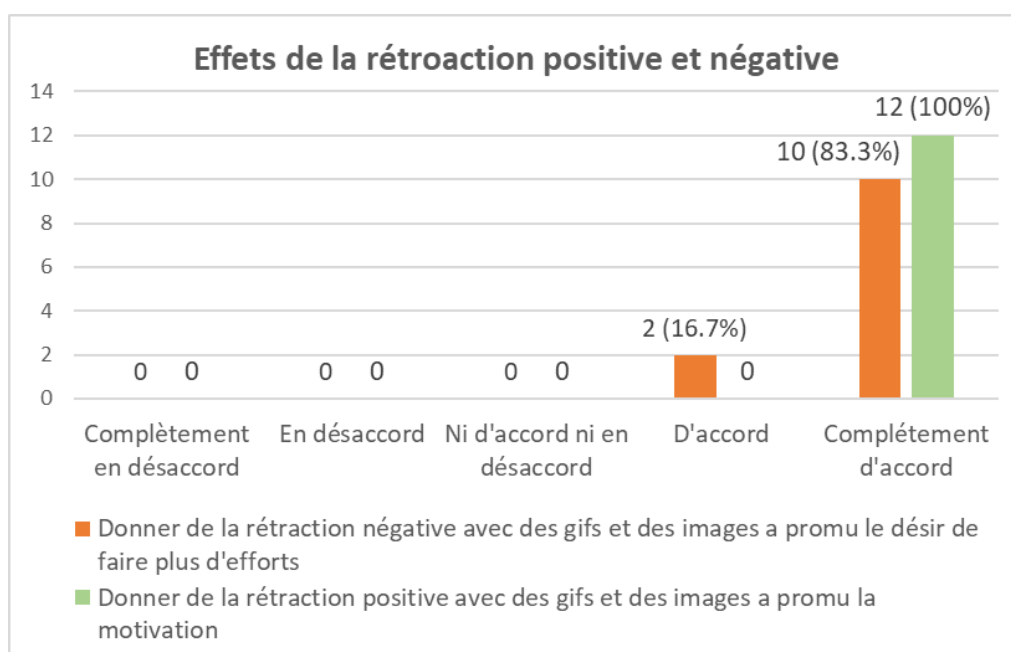 Effets de la rétroaction positive et négative
14
12
10
8
6
4
2
0
12 (100%)
10 (83.3%)
2 (16.7%)
0 0 0 0 0 0 0
Complètement en désaccord
En désaccord
Ni d'accord ni en désaccord
D'accord
Complétement d'accord
Donner de la rétraction négative avec des gifs et des images a promu le désir de
faire plus d'efforts
Donner de la rétraction positive avec des gifs et des images a promu la
motivation